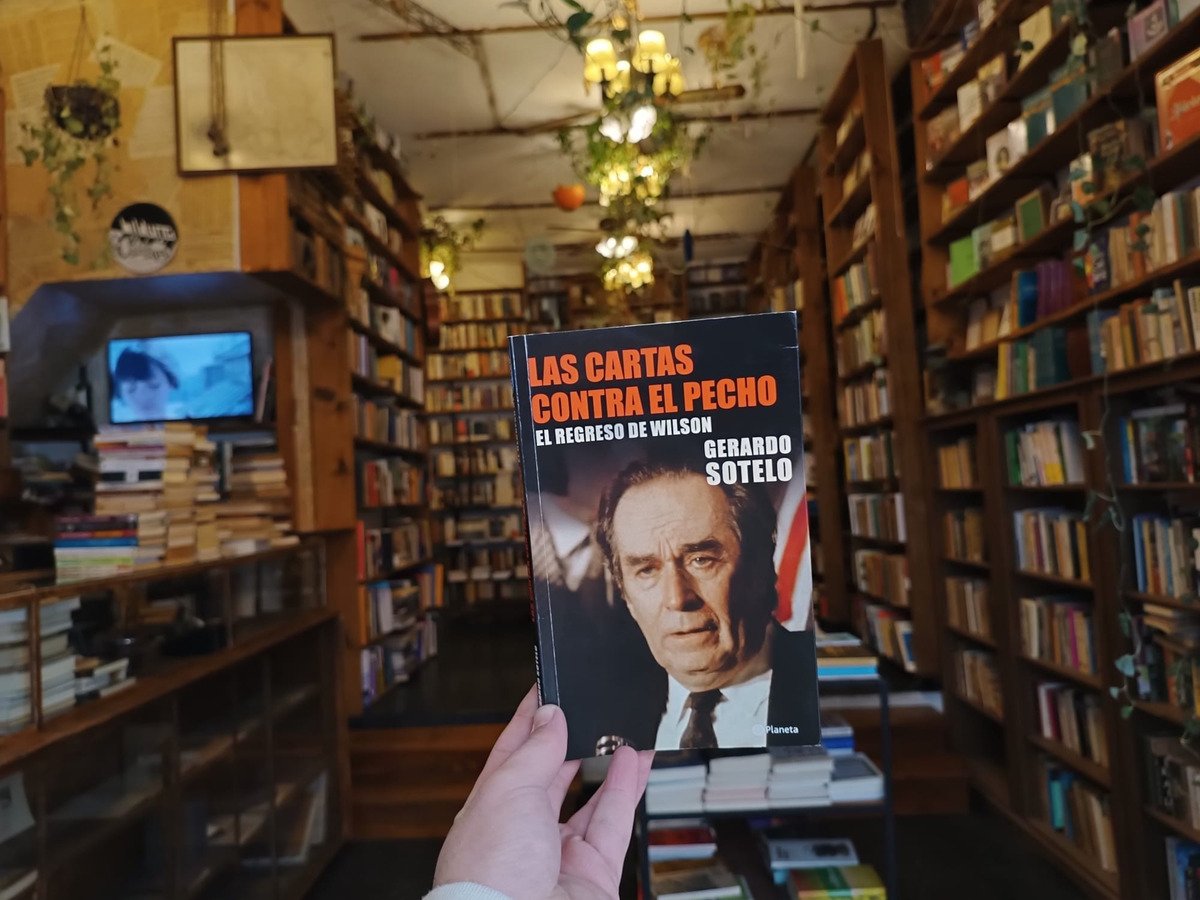 LAS CARTAS
CONTRA EL PECHO
EL REGRESO DE WILSON
GERARDO
SOTELO
Planeta